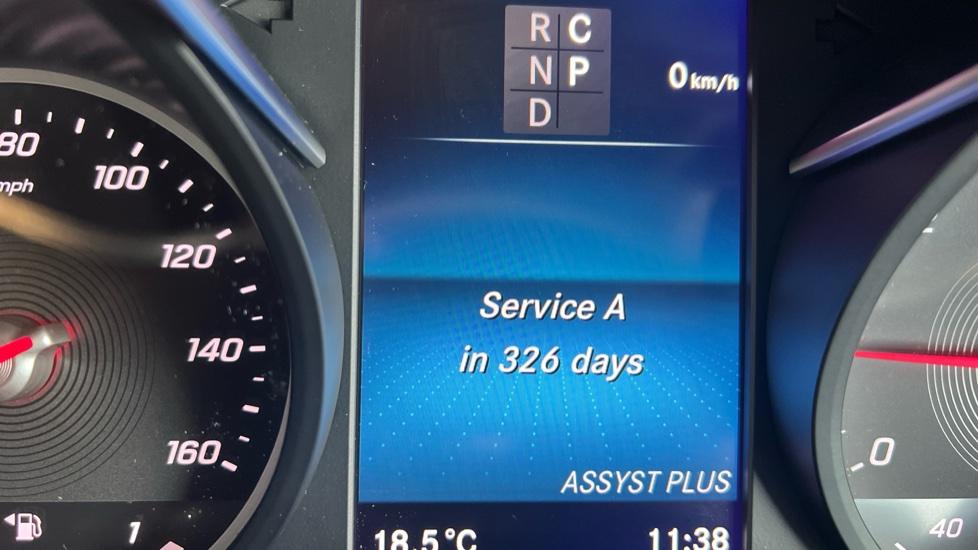 R C
N P
D
0 km/h
80
mph
100
120
140
160
1
Service A
in 326 days
ASSYST PLUS
18.5 °C
11:38
0
40